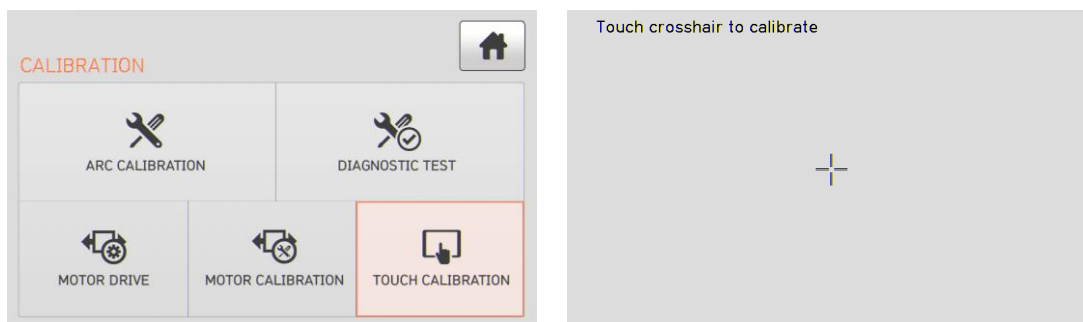 CALIBRATION
ARC CALIBRATION
DIAGNOSTIC TEST
MOTOR DRIVE
MOTOR CALIBRATION
TOUCH CALIBRATION
Touch crosshair to calibrate